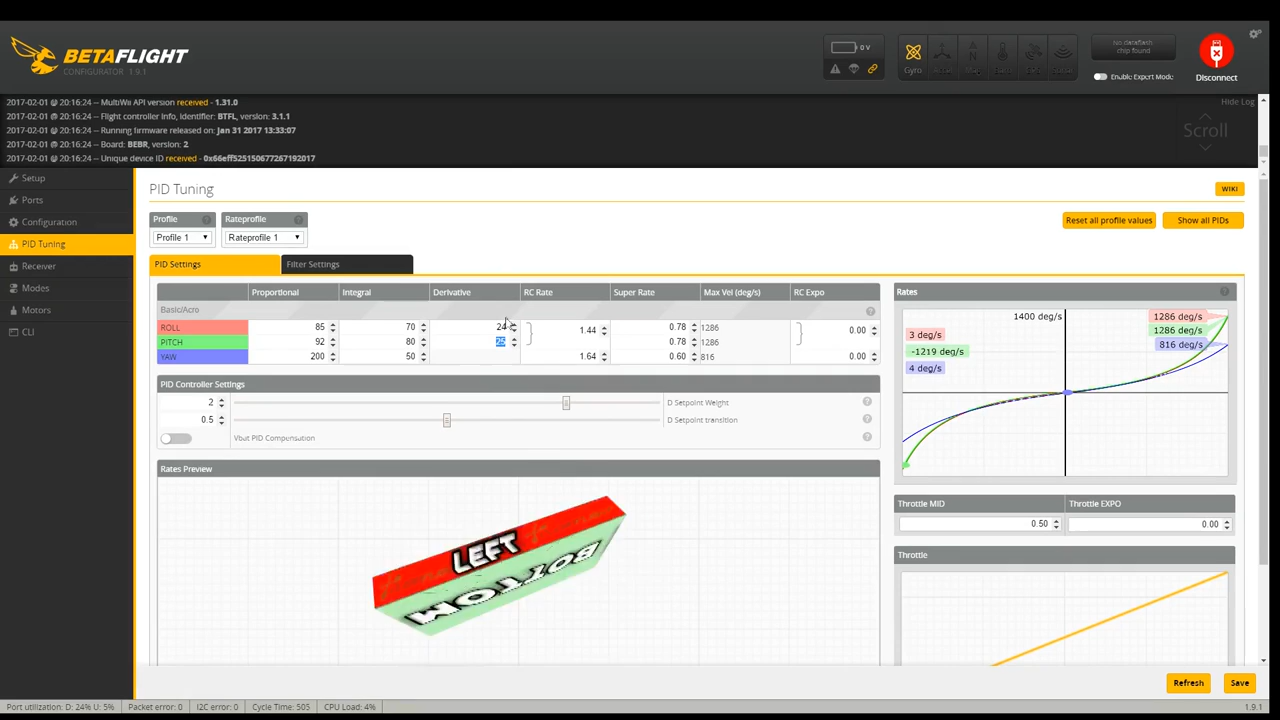 BETAFLIGHT
CONFIGURATOR 1.9.1
0 V
Gyro
No dataflash
chip found
Enable Expert Mode
Disconnect
2017-02-01 @ 20:16:24 -- MultiWii API version received - 1.31.0
2017-02-01 @ 20:16:24 -- Flight controller info, identifier: BTFL, version: 3.1.1
2017-02-01 @ 20:16:24 -- Running firmware released on: Jan 31 2017 13:33:07
2017-02-01 @ 20:16:24 -- Board: BEBR, version: 2
2017-02-01 @ 20:16:24 -- Unique device ID received - 0x66eff525150677267192017
Hide Log
Scroll
Setup
Ports
Configuration
PID Tuning
Receiver
Modes
Motors
CLI
PID Tuning
WIKI
Profile
Rateprofile
Profile 1
Rateprofile 1
Reset all profile values
Show all PIDs
PID Settings
Filter Settings
Proportional Integral Derivative RC Rate Super Rate Max Vel (deg/s) RC Expo
Basic/Acro
ROLL 85 70 24 1.44 0.78 1286 0.00
PITCH 92 80 25 0.78 1286
YAW 200 50 1.64 0.60 816 0.00
PID Controller Settings
2 D Setpoint Weight
0.5 D Setpoint transition
Vbat PID Compensation
Rates Preview
LEFT
BOTTOM
Rates
1400 deg/s
3 deg/s
-1219 deg/s
4 deg/s
1286 deg/s
1286 deg/s
816 deg/s
Throttle MID Throttle EXPO
0.50 0.00
Throttle
Refresh
Save
Port utilization: D: 24% U: 5% Packet error: 0 I2C error: 0 Cycle Time: 505 CPU Load: 4% 1.9.1